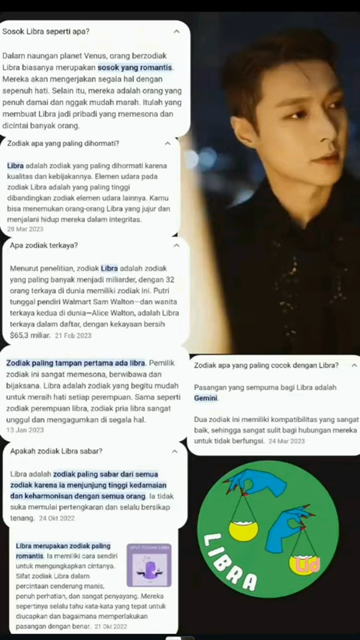 Sosok Libra seperti apa?
Dalam naungan planet Venus, orang berzodiak
Libra biasanya merupakan sosok yang romantis.
Mereka akan mengerjakan segala hal dengan
sepenuh hati. Selain itu, mereka adalah orang yang
penuh damai dan nggak mudah marah. Itulah yang
membuat Libra jadi pribadi yang memesona dan
dicintai banyak orang.
Zodiak apa yang paling dihormati?
Libra adalah zodiak yang paling dihormati karena
kualitas dan kebijakannya. Elemen udara pada
zodiak Libra adalah yang paling tinggi
dibandingkan zodiak elemen udara lainnya. Kamu
bisa menemukan orang-orang Libra yang jujur dan
menjalani hidup mereka dalam integritas.
29 Mar 2023
Apa zodiak terkaya?
Menurut penelitian, zodiak Libra adalah zodiak
yang paling banyak menjadi miliarder, dengan 32
orang terkaya di dunia memiliki zodiak ini. Putri
tunggal pendiri Walmart Sam Walton—dan wanita
terkaya kedua di dunia—Alice Walton, adalah Libra
terkaya dalam daftar, dengan kekayaan bersih
$65,3 miliar. 21 Feb 2023
Zodiak paling tampan pertama ada libra. Pemilik
zodiak ini sangat memesona, berwibawa dan
bijaksana. Libra adalah zodiak yang begitu mudah
untuk meraih hati setiap perempuan. Sama seperti
zodiak perempuan libra, zodiak pria libra sangat
unggul dan mengagumkan di segala hal.
13 Jan 2023
Zodiak apa yang paling cocok dengan Libra?
Pasangan yang sempurna bagi Libra adalah
Gemini.
Dua zodiak ini memiliki kompatibilitas yang sangat
baik, sehingga sangat sulit bagi hubungan mereka
untuk tidak berfungsi. 24 Mar 2023
Apakah zodiak Libra sabar?
Libra adalah zodiak paling sabar dari semua
zodiak karena ia menjunjung tinggi kedamaian
dan keharmonisan dengan semua orang. Ia tidak
suka memulai pertengkaran dan selalu bersikap
tenang. 24 Okt 2022
Libra merupakan zodiak paling
romantis. Ia memiliki cara sendiri
untuk mengungkapkan cintanya.
Sifat zodiak Libra dalam
percintaan cenderung manis,
penuh perhatian, dan sangat penyayang. Mereka
sepertinya selalu tahu kata-kata yang tepat untuk
diucapkan dan bagaimana memperlakukan
pasangan dengan benar. 21 Okt 2022
LIBRA